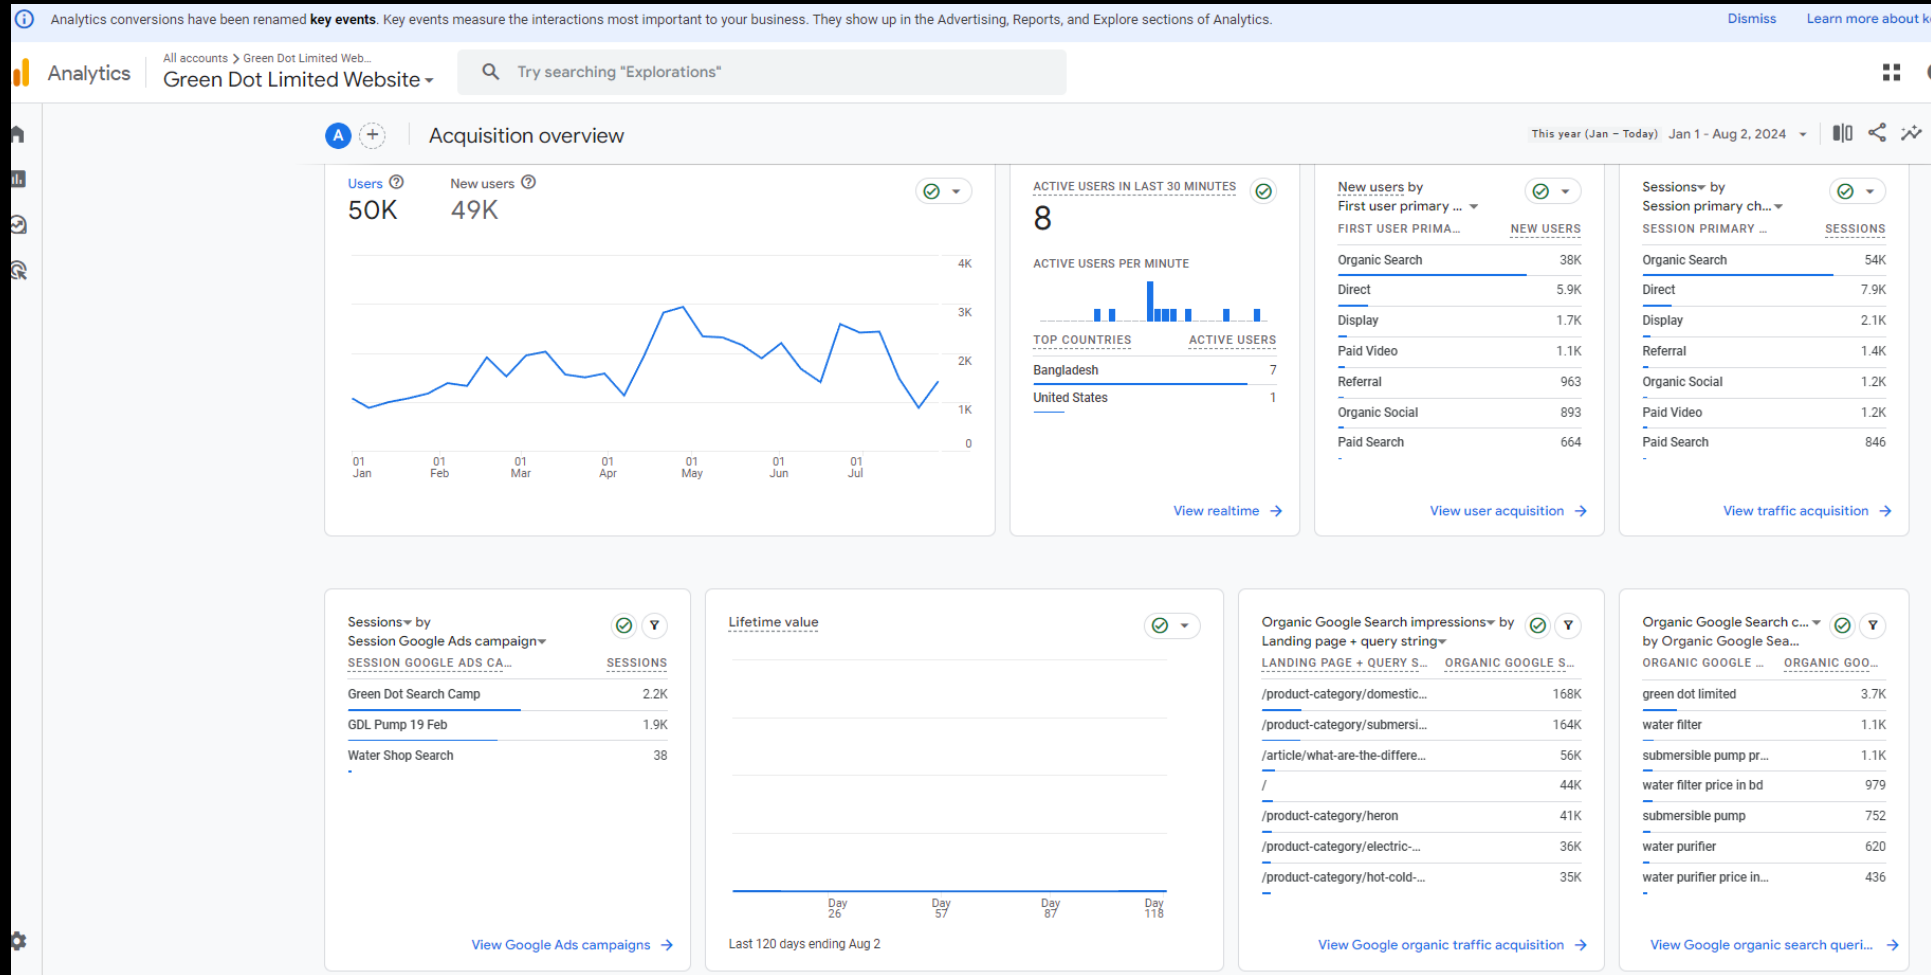 Analytics conversions have been renamed key events. Key events measure the interactions most important to your business. They show up in the Advertising, Reports, and Explore sections of Analytics.
Dismiss
Learn more about k
Analytics
All accounts > Green Dot Limited Web...
Green Dot Limited Website
Try searching "Explorations"
A
Acquisition overview
This year (Jan – Today) Jan 1 - Aug 2, 2024
Users
50K
New users
49K
4K
3K
2K
1K
0
01 Jan
01 Feb
01 Mar
01 Apr
01 May
01 Jun
01 Jul
ACTIVE USERS IN LAST 30 MINUTES
8
ACTIVE USERS PER MINUTE
TOP COUNTRIES ACTIVE USERS
Bangladesh 7
United States 1
View realtime
New users by
First user primary ...
FIRST USER PRIMA... NEW USERS
Organic Search 38K
Direct 5.9K
Display 1.7K
Paid Video 1.1K
Referral 963
Organic Social 893
Paid Search 664
View user acquisition
Sessions by
Session primary ch...
SESSION PRIMARY ... SESSIONS
Organic Search 54K
Direct 7.9K
Display 2.1K
Referral 1.4K
Organic Social 1.2K
Paid Video 1.2K
Paid Search 846
View traffic acquisition
Sessions by
Session Google Ads campaign
SESSION GOOGLE ADS CA... SESSIONS
Green Dot Search Camp 2.2K
GDL Pump 19 Feb 1.9K
Water Shop Search 38
View Google Ads campaigns
Lifetime value
Day 26
Day 57
Day 87
Day 118
Last 120 days ending Aug 2
Organic Google Search impressions by
Landing page + query string
LANDING PAGE + QUERY S... ORGANIC GOOGLE S...
/product-category/domestic... 168K
/product-category/submersi... 164K
/article/what-are-the-differe... 56K
/ 44K
/product-category/heron 41K
/product-category/electric-... 36K
/product-category/hot-cold-... 35K
View Google organic traffic acquisition
Organic Google Search c...
by Organic Google Sea...
ORGANIC GOOGLE ... ORGANIC GOO...
green dot limited 3.7K
water filter 1.1K
submersible pump pr... 1.1K
water filter price in bd 979
submersible pump 752
water purifier 620
water purifier price in... 436
View Google organic search queri...